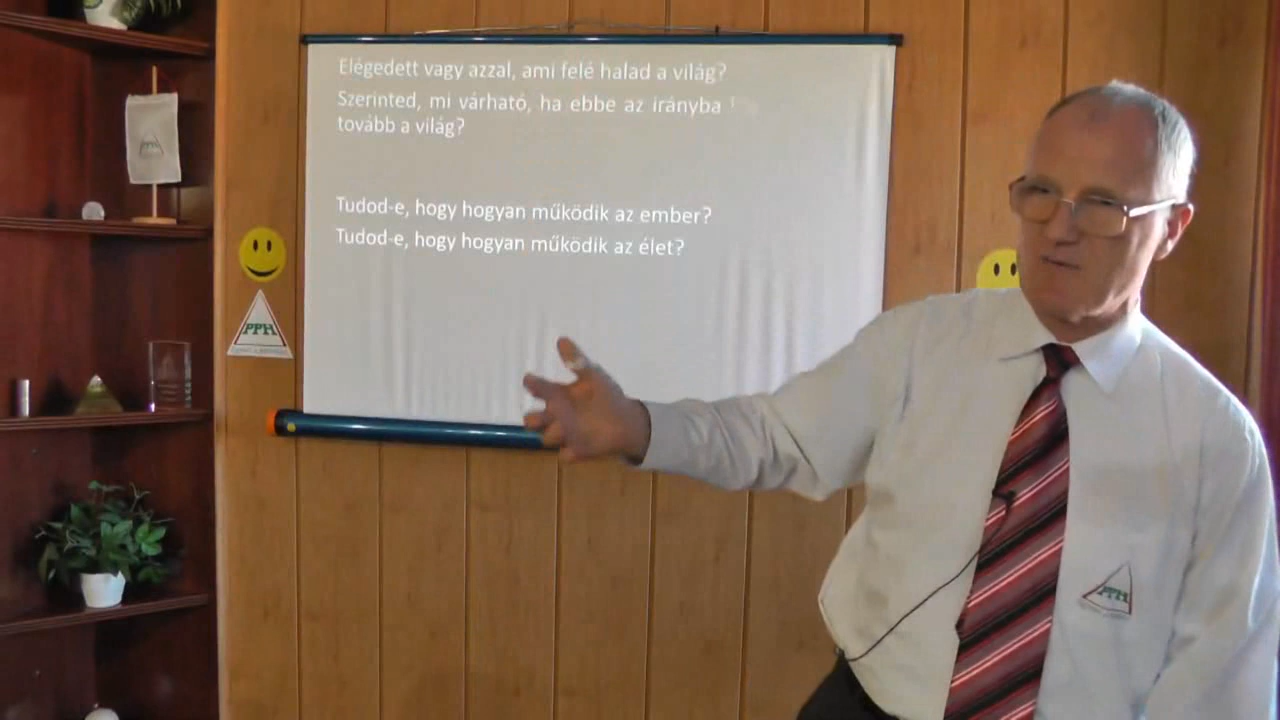 Elégedett vagy azzal, ami felé halad a világ?
Szerinted, mi várható, ha ebbe az irányba
tovább a világ?
Tudod-e, hogy hogyan működik az ember?
Tudod-e, hogy hogyan működik az élet?
PPH
PPH